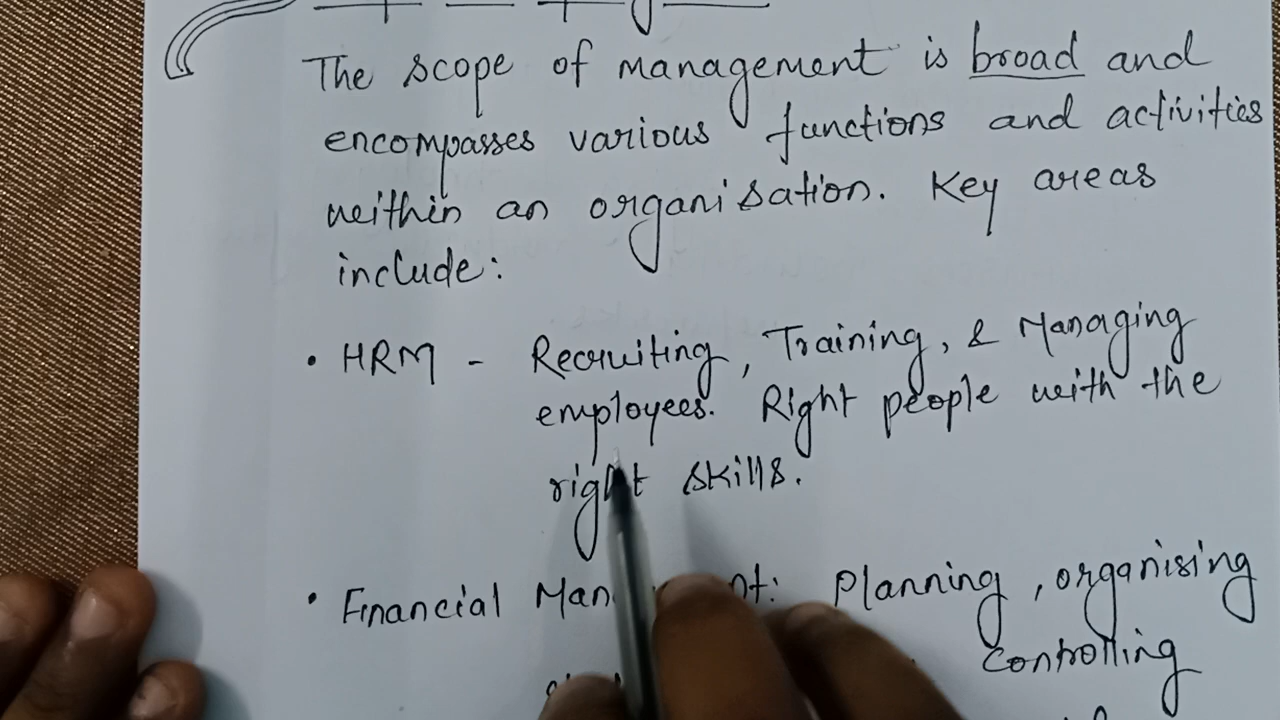 The scope of management is broad and
encompasses various functions and activities
within an organisation. Key areas
include:
• HRM - Recruiting, Training, & Managing
employees. Right people with the
right skills.
• Financial Planning, organising
controlling